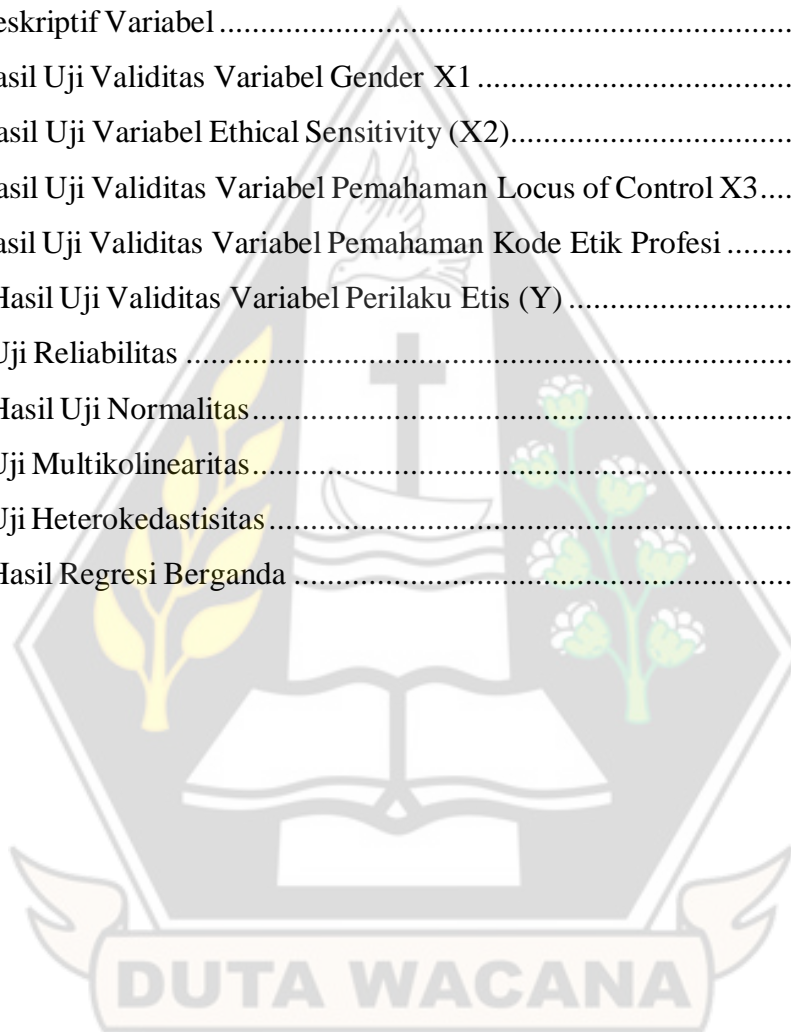 eskriptif Variabel ................................................................................
asil Uji Validitas Variabel Gender X1 ............................................
asil Uji Variabel Ethical Sensitivity (X2)........................................
asil Uji Validitas Variabel Pemahaman Locus of Control X3....
asil Uji Validitas Variabel Pemahaman Kode Etik Profesi .........
Hasil Uji Validitas Variabel Perilaku Etis (Y) ................................
Uji Reliabilitas .....................................................................................
Hasil Uji Normalitas............................................................................
Uji Multikolinearitas............................................................................
Uji Heterokedastisitas.........................................................................
Hasil Regresi Berganda ......................................................................
DUTA WACANA